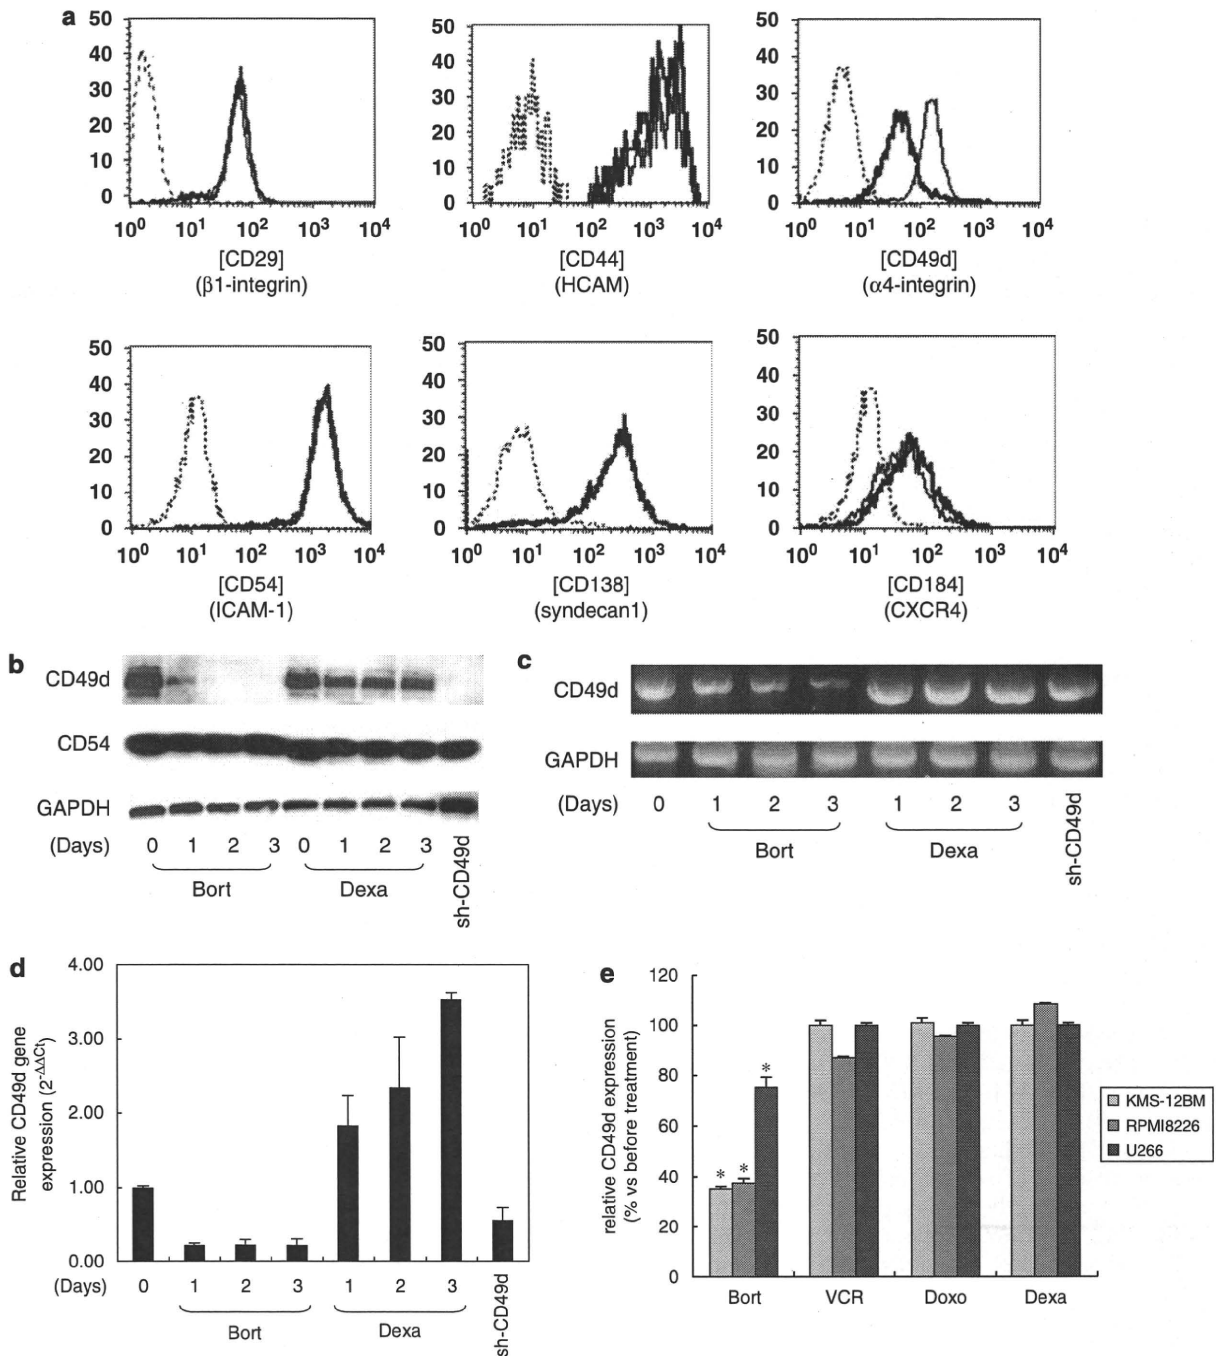 a
50
40
30
20
10
0
10⁰ 10¹ 10² 10³ 10⁴
[CD29]
(β1-integrin)
50
40
30
20
10
0
10⁰ 10¹ 10² 10³ 10⁴
[CD44]
(HCAM)
50
40
30
20
10
0
10⁰ 10¹ 10² 10³ 10⁴
[CD49d]
(α4-integrin)
50
40
30
20
10
0
10⁰ 10¹ 10² 10³ 10⁴
[CD54]
(ICAM-1)
50
40
30
20
10
0
10⁰ 10¹ 10² 10³ 10⁴
[CD138]
(syndecan1)
50
40
30
20
10
0
10⁰ 10¹ 10² 10³ 10⁴
[CD184]
(CXCR4)
b
CD49d
CD54
GAPDH
(Days) 0 1 2 3 0 1 2 3 sh-CD49d
Bort Dexa
c
CD49d
GAPDH
(Days) 0 1 2 3 1 2 3 sh-CD49d
Bort Dexa
d
Relative CD49d gene
expression (2⁻ΔΔCt)
4.00
3.00
2.00
1.00
0.00
(Days) 0 1 2 3 1 2 3 sh-CD49d
Bort Dexa
e
relative CD49d expression
(% vs before treatment)
120
100
80
60
40
20
0
* * *
Bort VCR Doxo Dexa
KMS-12BM
RPMI8226
U266